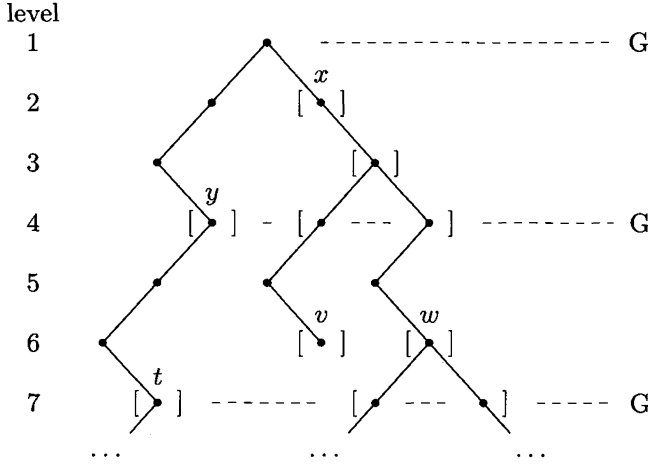 level
1 G
x
2 [ ]
3 [ ]
y
4 [ ] [ ] G
5
v w
6 [ ] [ ]
t
7 [ ] [ ] G
... ... ...